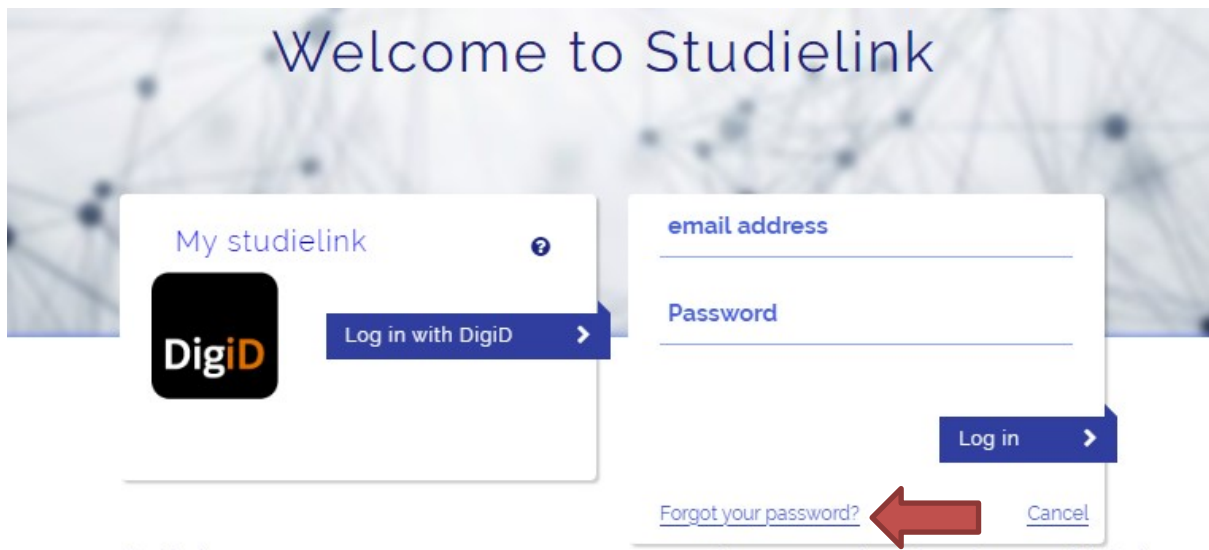 Welcome to Studielink
My studielink
DigiD
Log in with DigiD
email address
Password
Log in
Forgot your password?
Cancel